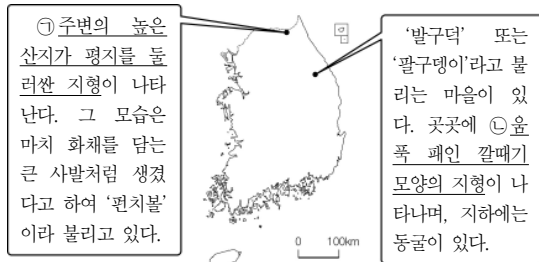 ㉠ 주변의 높은
산지가 평지를 둘
러싼 지형이 나타
난다. 그 모습은
마치 화채를 담는
큰 사발처럼 생겼
다고 하여 ‘펀치볼’
이라 불리고 있다.
‘발구덕’ 또는
‘팔구뎅이’라고 불
리는 마을이 있
다. 곳곳에 ㉡ 움
푹 패인 깔때기
모양의 지형이 나
타나며, 지하에는
동굴이 있다.
0 100km